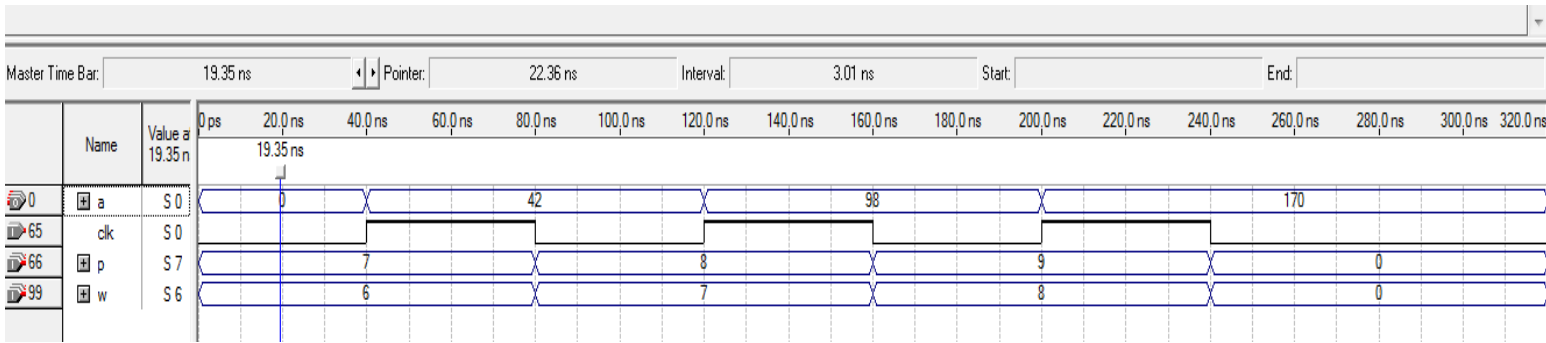 Master Time Bar: 19.35 ns Pointer: 22.36 ns Interval: 3.01 ns Start: End:
Name Value a 19.35 n
0 ps 20.0 ns 40.0 ns 60.0 ns 80.0 ns 100.0 ns 120.0 ns 140.0 ns 160.0 ns 180.0 ns 200.0 ns 220.0 ns 240.0 ns 260.0 ns 280.0 ns 300.0 ns 320.0 ns
19.35 ns
0 a S 0 0 42 98 170
65 clk S 0
66 p S 7 7 8 9 0
99 w S 6 6 7 8 0